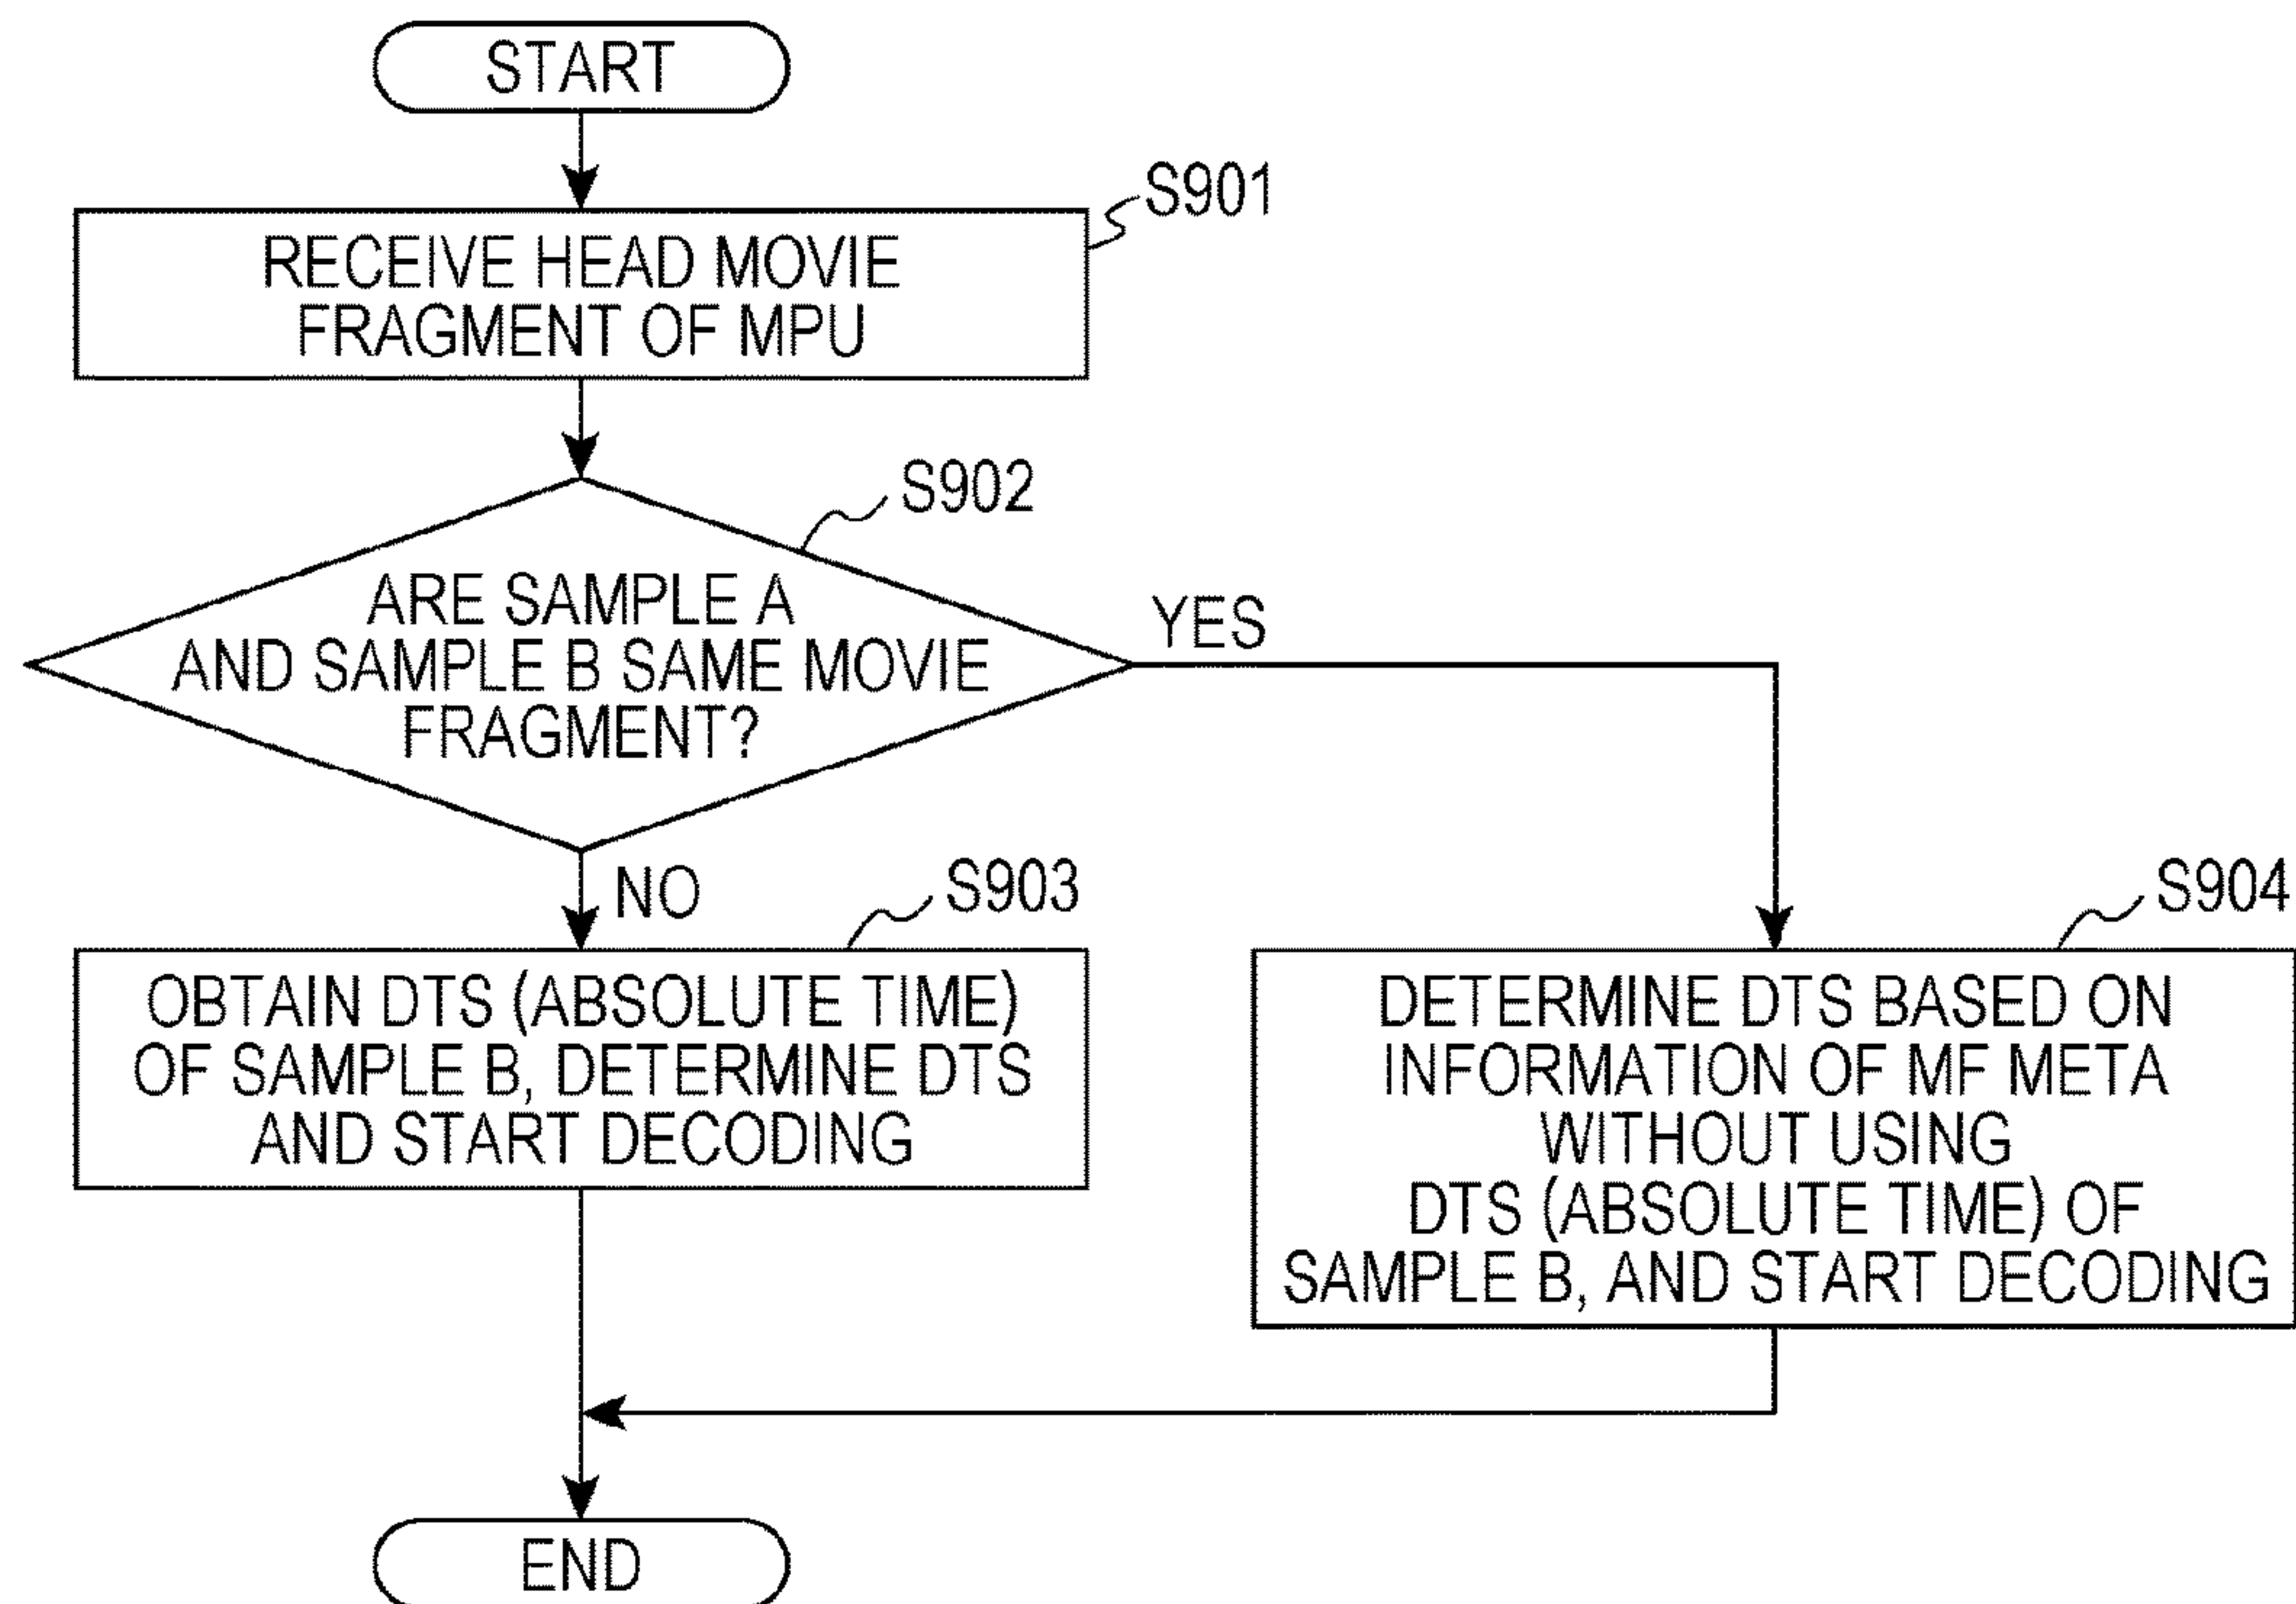 START
S901
RECEIVE HEAD MOVIE
FRAGMENT OF MPU
S902
ARE SAMPLE A
AND SAMPLE B SAME MOVIE
FRAGMENT?
YES
NO
S903
OBTAIN DTS (ABSOLUTE TIME)
OF SAMPLE B, DETERMINE DTS
AND START DECODING
S904
DETERMINE DTS BASED ON
INFORMATION OF MF META
WITHOUT USING
DTS (ABSOLUTE TIME) OF
SAMPLE B, AND START DECODING
END